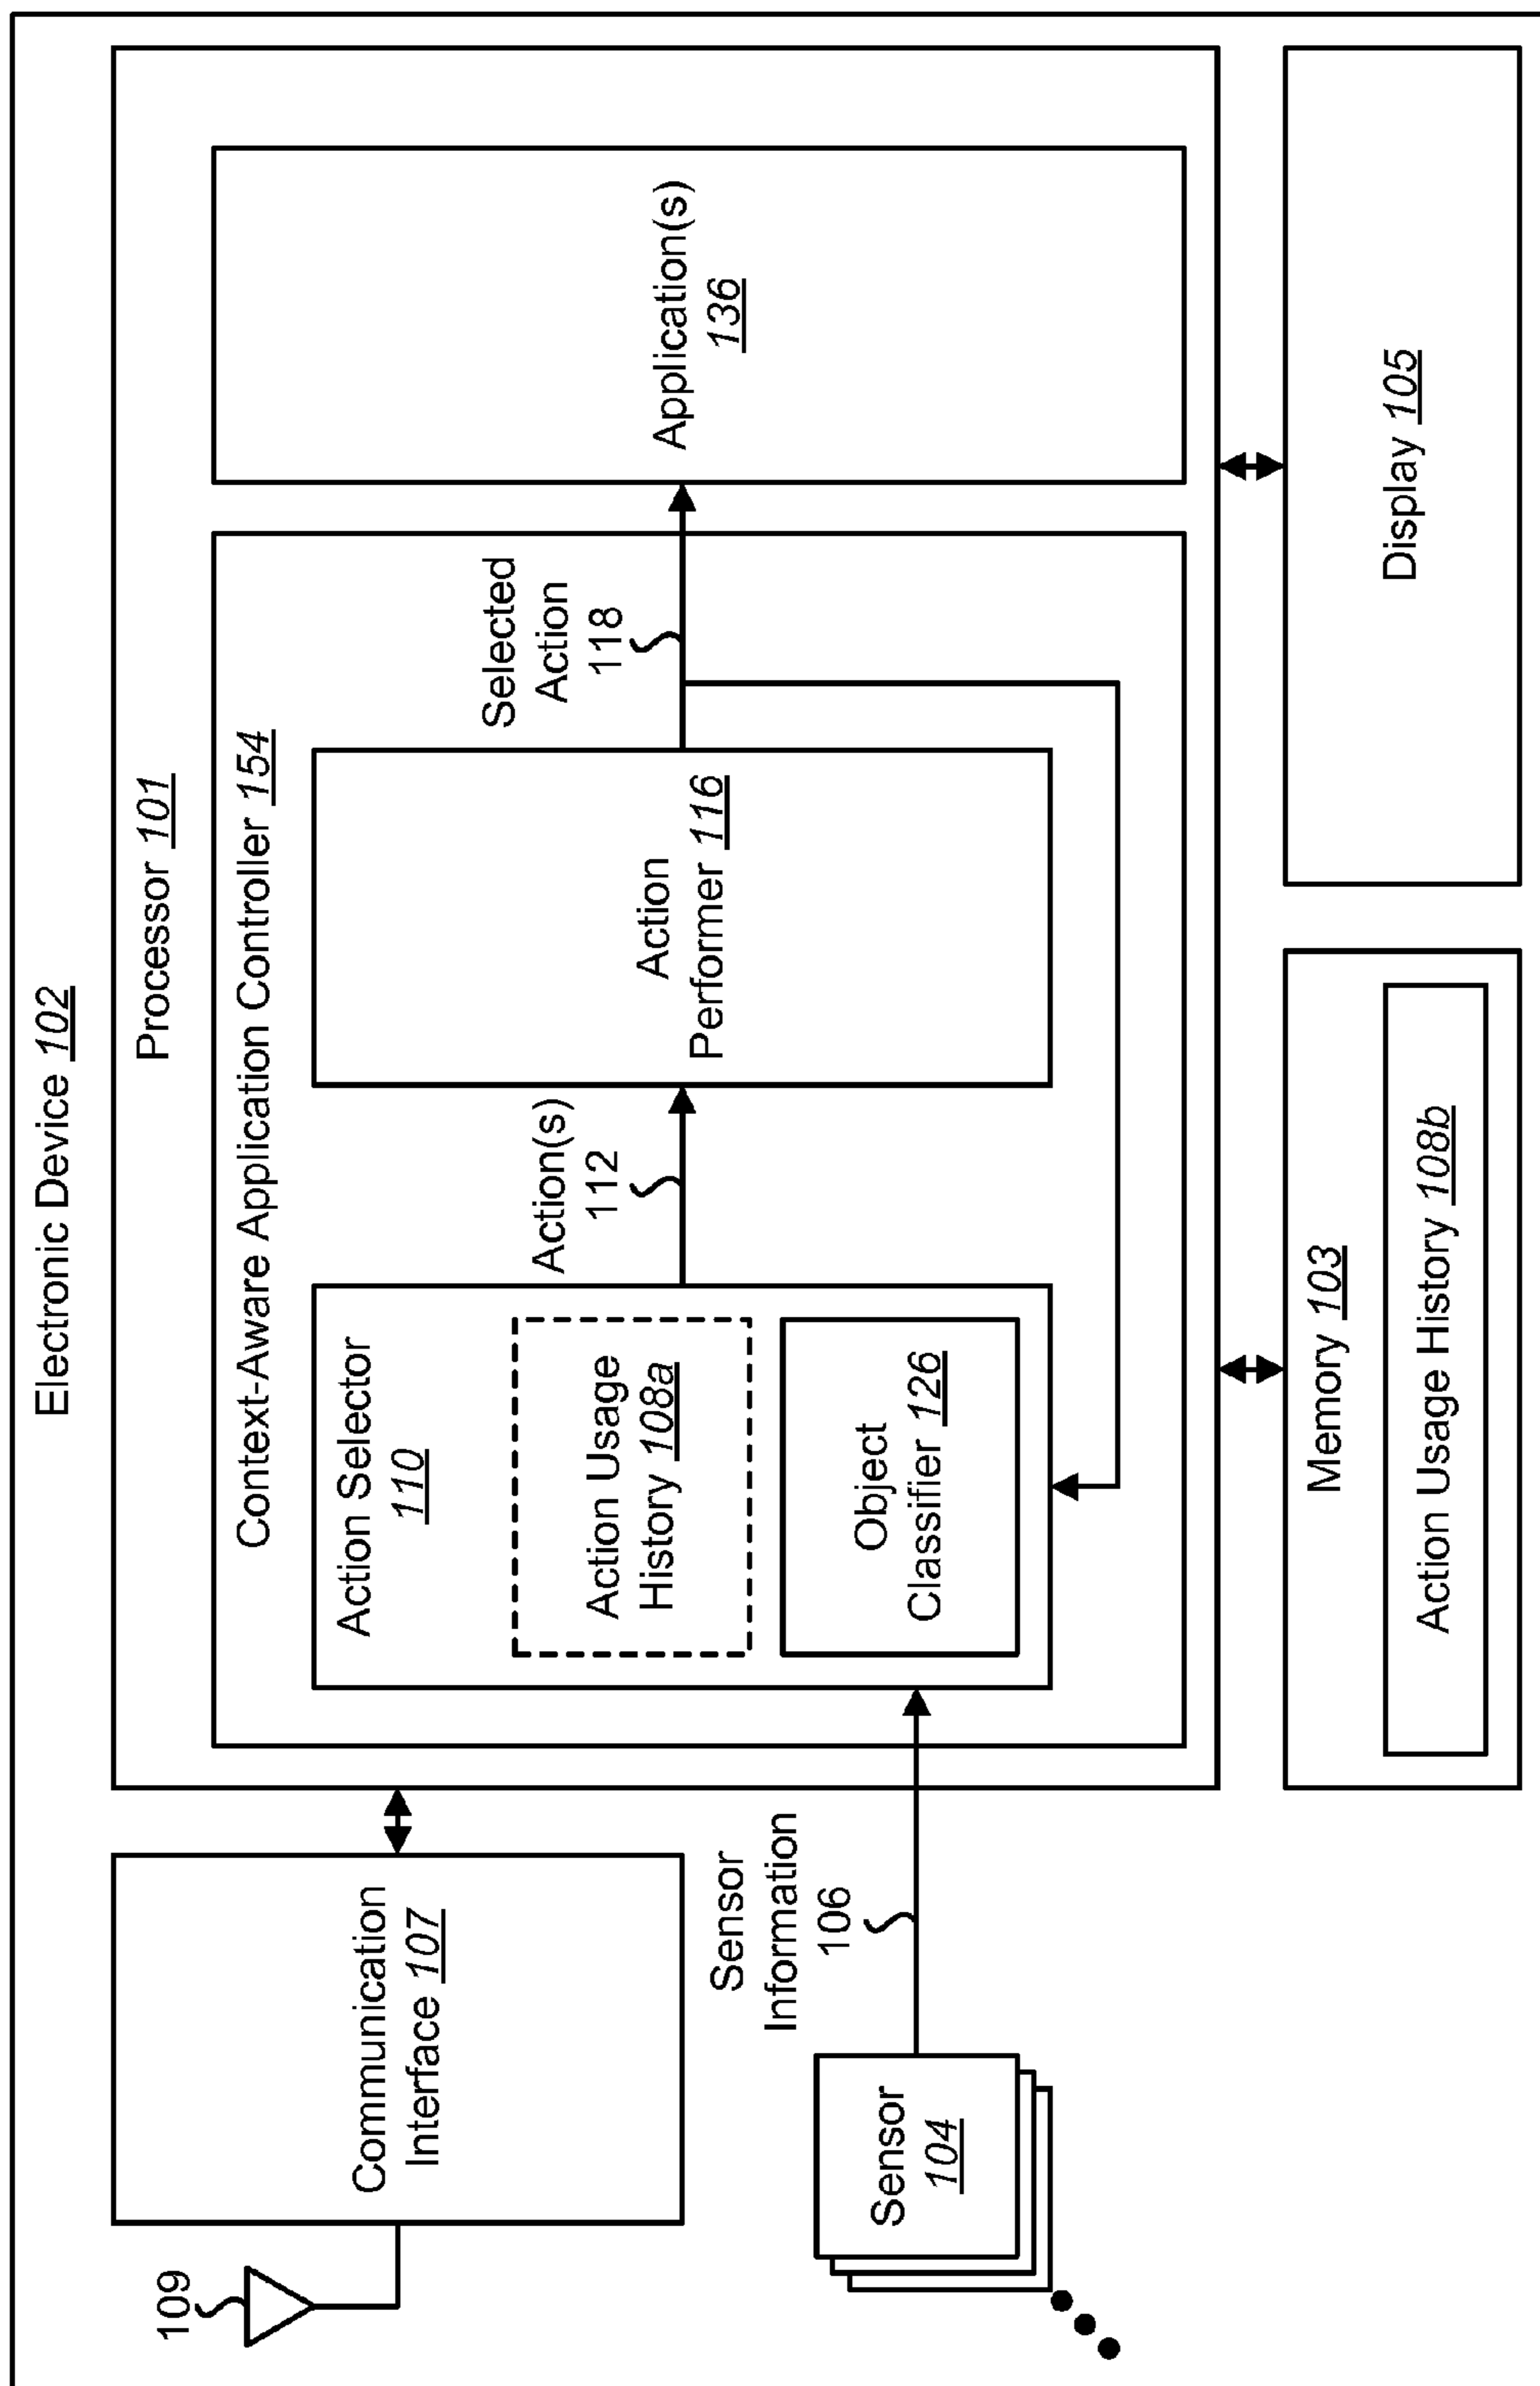 Electronic Device 102
109
Communication
Interface 107
Processor 101
Context-Aware Application Controller 154
Action Selector
110
Action Usage
History 108a
Object
Classifier 126
Action(s)
112
Action
Performer 116
Selected
Action
118
Application(s)
136
Sensor
Information
106
Sensor
104
Memory 103
Action Usage History 108b
Display 105